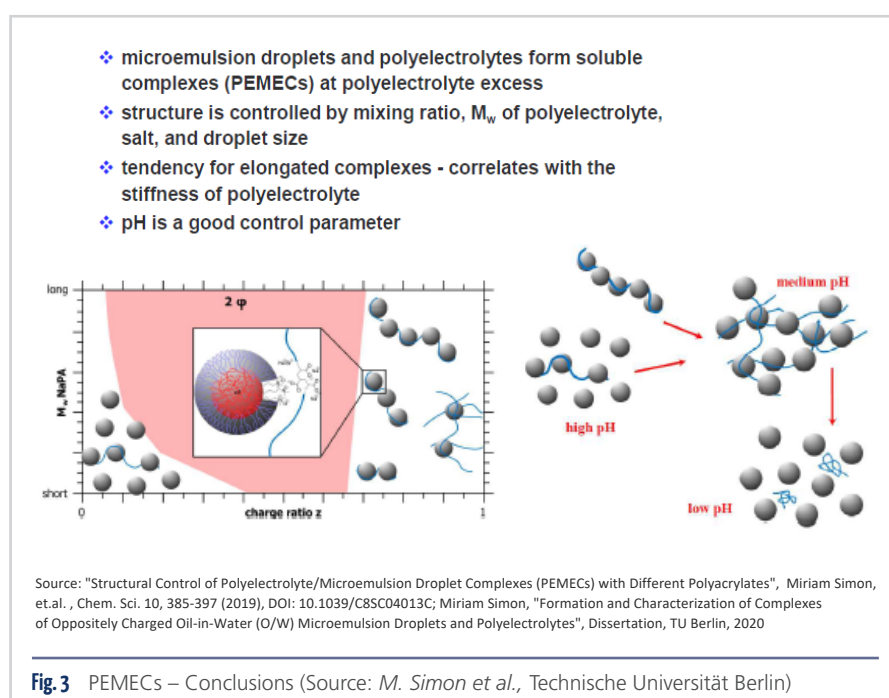 ❖ microemulsion droplets and polyelectrolytes form soluble
complexes (PEMECs) at polyelectrolyte excess
❖ structure is controlled by mixing ratio, Mw of polyelectrolyte,
salt, and droplet size
❖ tendency for elongated complexes - correlates with the
stiffness of polyelectrolyte
❖ pH is a good control parameter
long
2 φ
Mw NaPA
short
0
charge ratio z
1
medium pH
high pH
low pH
Source: "Structural Control of Polyelectrolyte/Microemulsion Droplet Complexes (PEMECs) with Different Polyacrylates", Miriam Simon,
et.al. , Chem. Sci. 10, 385-397 (2019), DOI: 10.1039/C8SC04013C; Miriam Simon, "Formation and Characterization of Complexes
of Oppositely Charged Oil-in-Water (O/W) Microemulsion Droplets and Polyelectrolytes", Dissertation, TU Berlin, 2020
Fig. 3 PEMECs – Conclusions (Source: M. Simon et al., Technische Universität Berlin)